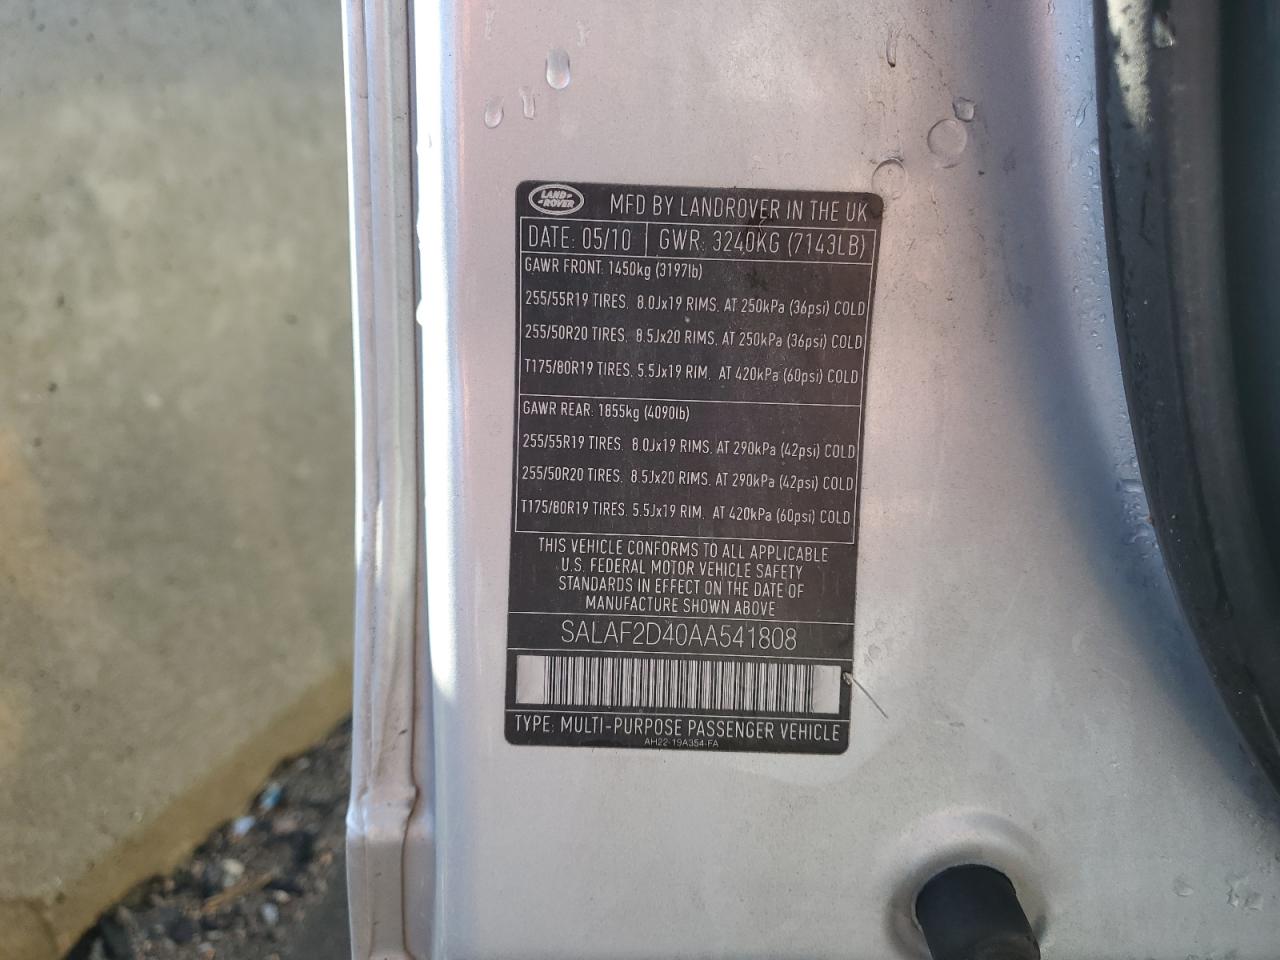 LAND-
-ROVER
MFD BY LANDROVER IN THE UK
DATE: 05/10 GWR: 3240KG (7143LB)
GAWR FRONT: 1450kg (3197lb)
255/55R19 TIRES. 8.0Jx19 RIMS. AT 250kPa (36psi) COLD
255/50R20 TIRES. 8.5Jx20 RIMS. AT 250kPa (36psi) COLD
T175/80R19 TIRES. 5.5Jx19 RIM. AT 420kPa (60psi) COLD
GAWR REAR: 1855kg (4090lb)
255/55R19 TIRES. 8.0Jx19 RIMS. AT 290kPa (42psi) COLD
255/50R20 TIRES. 8.5Jx20 RIMS. AT 290kPa (42psi) COLD
T175/80R19 TIRES. 5.5Jx19 RIM. AT 420kPa (60psi) COLD
THIS VEHICLE CONFORMS TO ALL APPLICABLE
U.S. FEDERAL MOTOR VEHICLE SAFETY
STANDARDS IN EFFECT ON THE DATE OF
MANUFACTURE SHOWN ABOVE
SALAF2D40AA541808
TYPE: MULTI-PURPOSE PASSENGER VEHICLE
AH22-19A354-FA